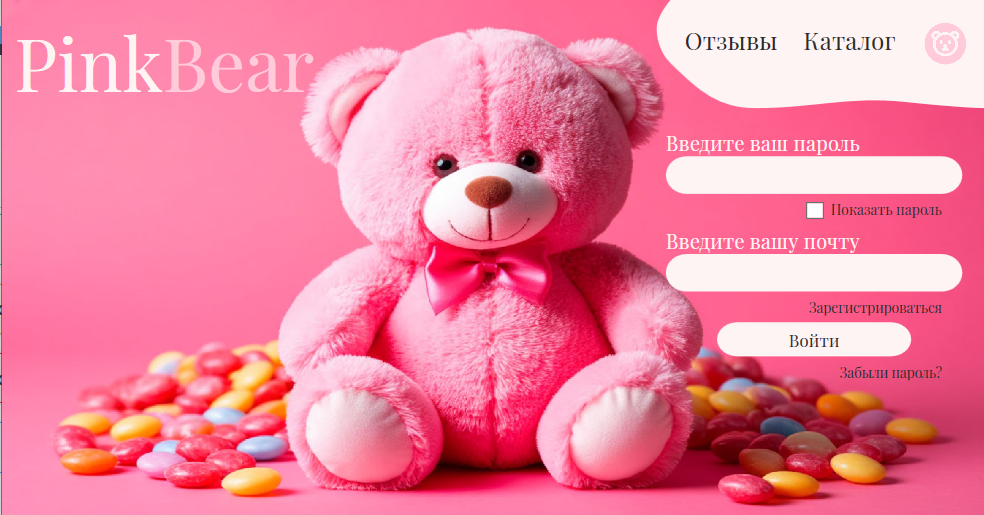 PinkBear
Отзывы Каталог
Введите ваш пароль
Показать пароль
Введите вашу почту
Зарегистрироваться
Войти
Забыли пароль?